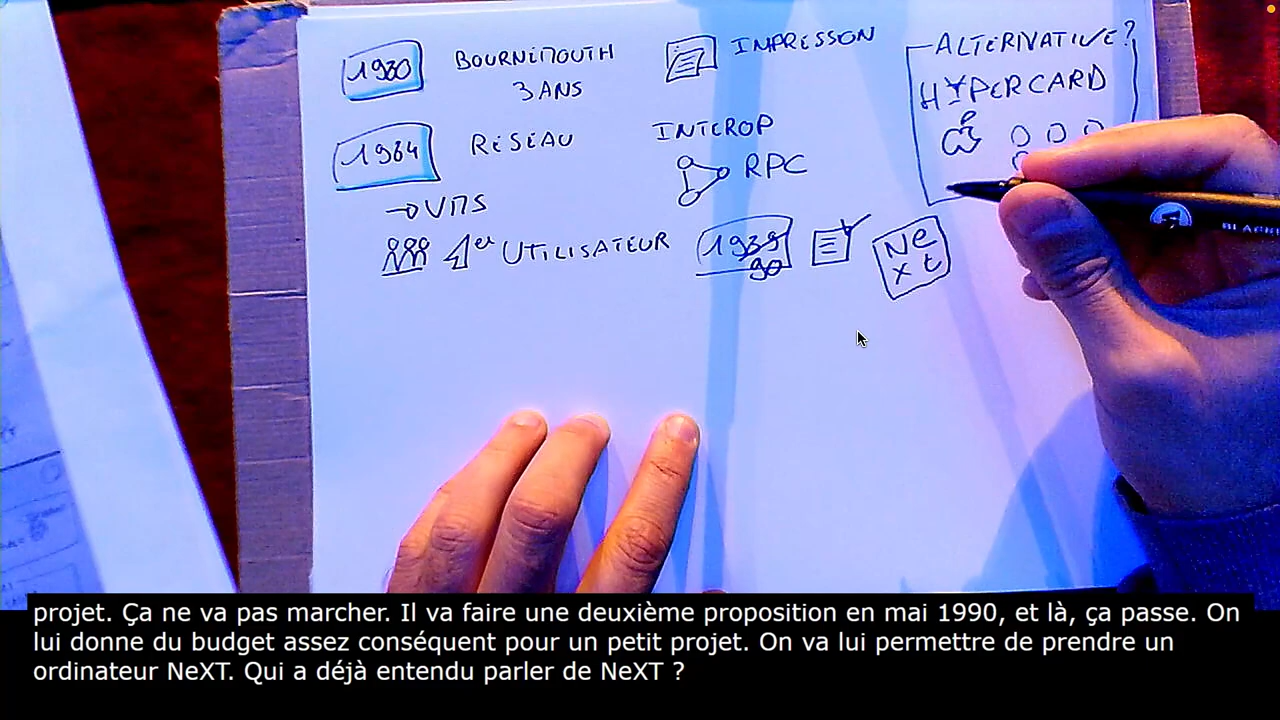 1980 BOURNEMOUTH
3 ANS
IMPRESSION
ALTERNATIVE?
HYPERCARD
1984 RÉSEAU
INTEROP
RPC
→ VMS
1er UTILISATEUR
1989
90
NeXt
projet. Ça ne va pas marcher. Il va faire une deuxième proposition en mai 1990, et là, ça passe. On
lui donne du budget assez conséquent pour un petit projet. On va lui permettre de prendre un
ordinateur NeXT. Qui a déjà entendu parler de NeXT ?